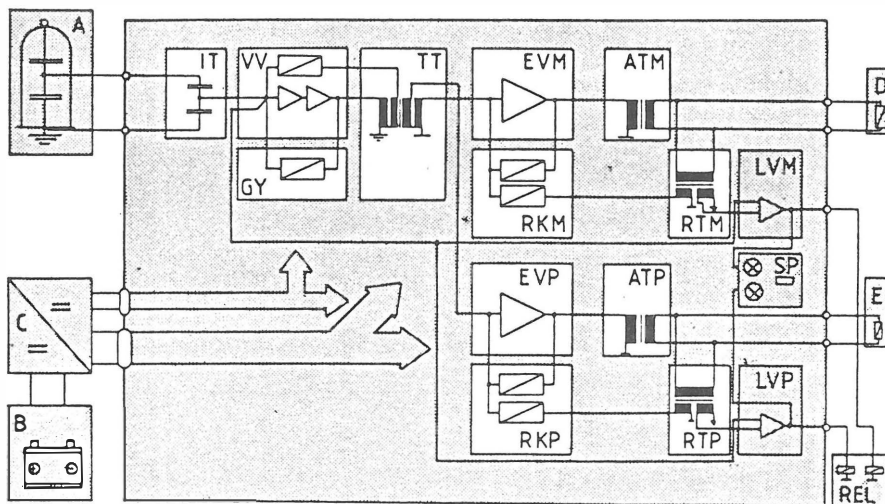 A
IT
VV
TT
EVM
ATM
D
GY
RKM
RTM
LVM
SP
C
EVP
ATP
E
B
RKP
RTP
LVP
REL